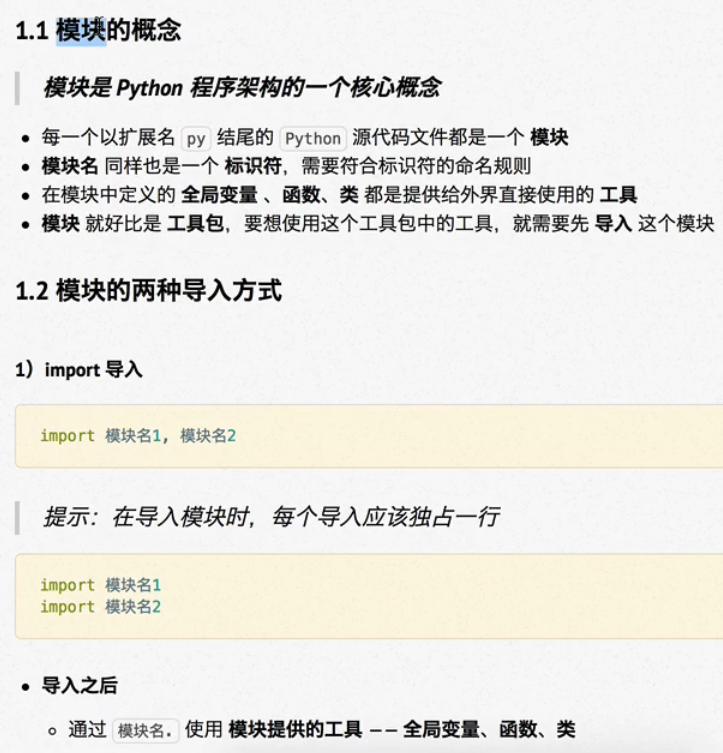 1.1 模块的概念
模块是 Python 程序架构的一个核心概念
每一个以扩展名 py 结尾的 Python 源代码文件都是一个 模块
模块名 同样也是一个 标识符，需要符合标识符的命名规则
在模块中定义的 全局变量 、函数、类 都是提供给外界直接使用的 工具
模块 就好比是 工具包，要想使用这个工具包中的工具，就需要先 导入 这个模块
1.2 模块的两种导入方式
1）import 导入
import 模块名1, 模块名2
提示：在导入模块时，每个导入应该独占一行
import 模块名1
import 模块名2
导入之后
通过 模块名. 使用 模块提供的工具 —— 全局变量、函数、类